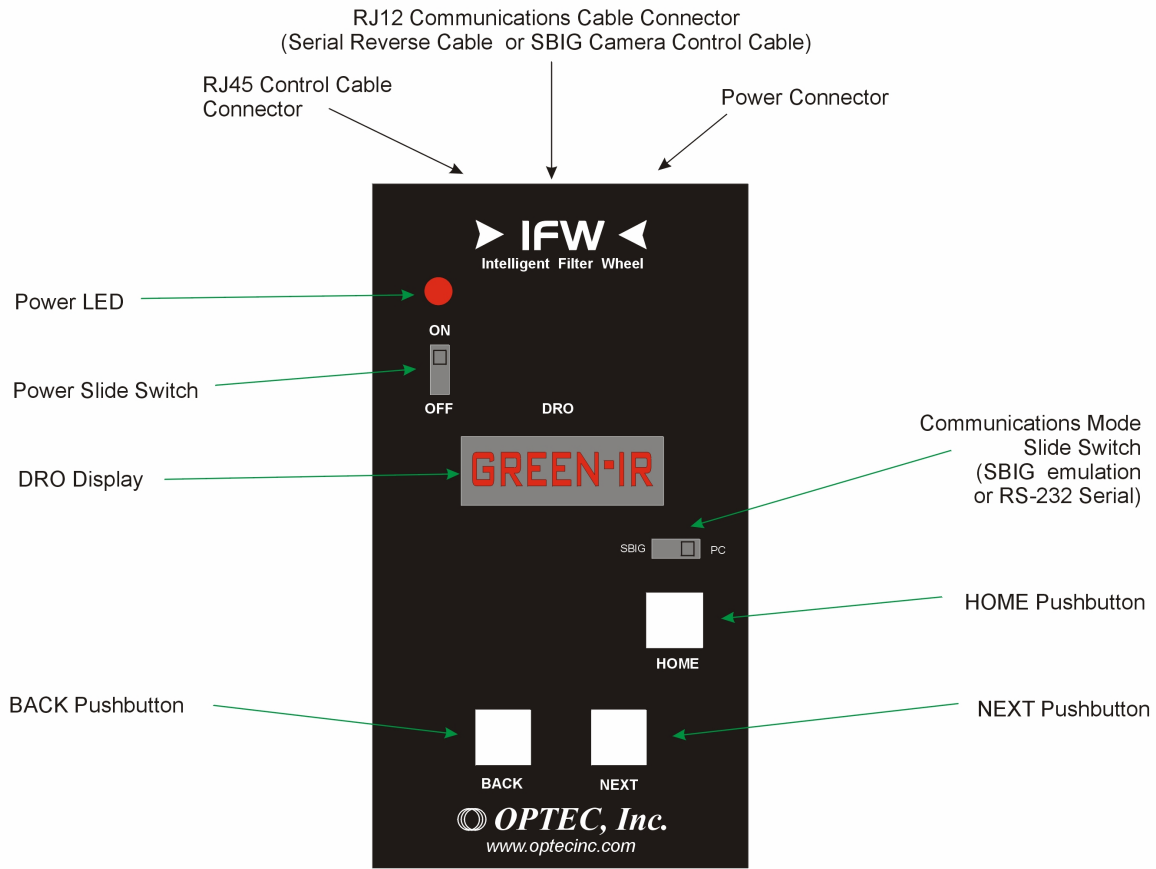 RJ12 Communications Cable Connector
(Serial Reverse Cable or SBIG Camera Control Cable)
RJ45 Control Cable
Connector
Power Connector
IFW
Intelligent Filter Wheel
Power LED
ON
Power Slide Switch
OFF
DRO
Communications Mode
Slide Switch
(SBIG emulation
or RS-232 Serial)
DRO Display
GREEN-IR
SBIG
PC
HOME Pushbutton
HOME
BACK Pushbutton
NEXT Pushbutton
BACK
NEXT
OPTEC, Inc.
www.optecinc.com